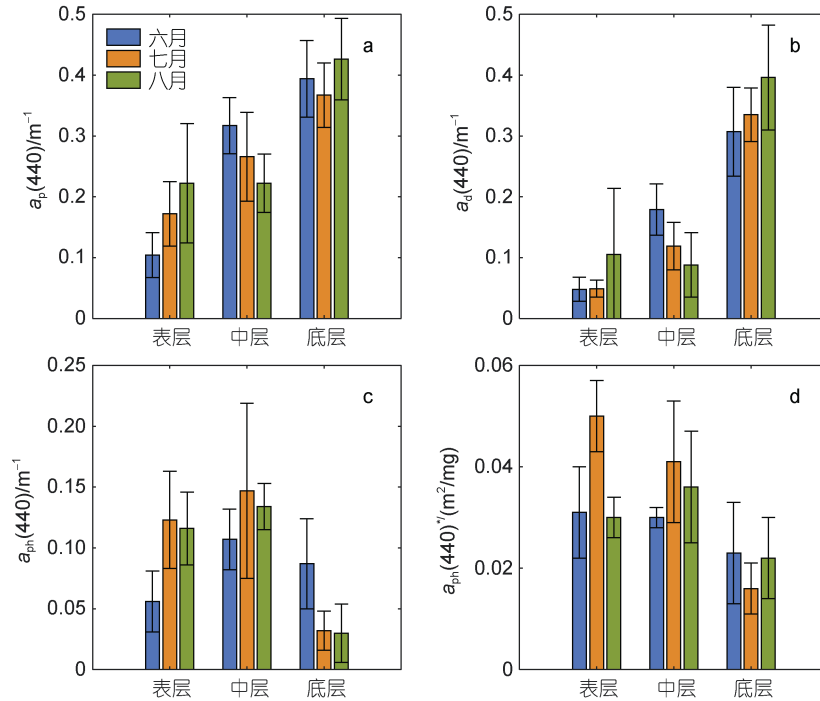 0.5
0.4
0.3
0.2
0.1
0
aₚ(440)/m⁻¹
六月
七月
八月
a
表层 中层 底层
0.5
0.4
0.3
0.2
0.1
0
a_d(440)/m⁻¹
b
表层 中层 底层
0.25
0.20
0.15
0.10
0.05
0
a_ph(440)/m⁻¹
c
表层 中层 底层
0.06
0.04
0.02
0
a_ph(440)*/(m²/mg)
d
表层 中层 底层